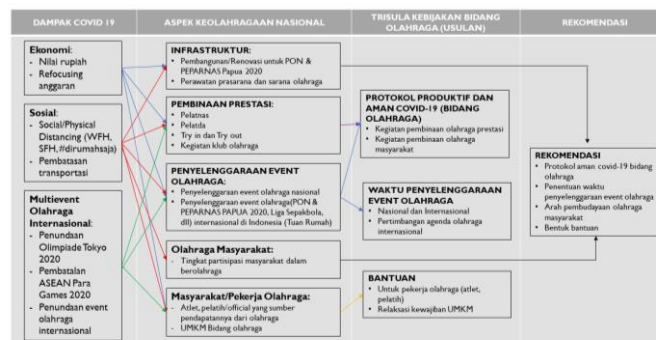 DAMPAK COVID 19
ASPEK KEOLAHRAGAAN NASIONAL
TRISULA KEBIJAKAN BIDANG
OLAHRAGA (USULAN)
REKOMENDASI
Ekonomi:
- Nilai rupiah
- Refocusing
anggaran
Sosial:
- Social/Physical
Distancing (WFH,
SFH, #dirumahsaja)
- Pembatasan
transportasi
Multievent
Olahraga
Internasional:
- Penundaan
Olimpiade Tokyo
2020
- Pembatalan
ASEAN Para
Games 2020
- Penundaan event
olahraga
internasional
INFRASTRUKTUR:
• Pembangunan/Renovasi untuk PON &
PEPARNAS Papua 2020
• Perawatan prasarana dan sarana olahraga
PEMBINAAN PRESTASI:
• Pelatnas
• Pelatda
• Try in dan Try out
• Kegiatan klub olahraga
PENYELENGGARAAN EVENT
OLAHRAGA:
• Penyelenggaraan event olahraga nasional
• Penyelenggaraan event olahraga(PON &
PEPARNAS PAPUA 2020, Liga Sepakbola,
dll) internasional di Indonesia (Tuan Rumah)
Olahraga Masyarakat:
- Tingkat partisipasi masyarakat dalam
berolahraga
Masyarakat/Pekerja Olahraga:
- Atlet, pelatih/official yang sumber
pendapatannya dari olahraga
- UMKM Bidang olahraga
PROTOKOL PRODUKTIF DAN
AMAN COVID-19 (BIDANG
OLAHRAGA)
• Kegiatan pembinaan olahraga prestasi
• Kegiatan pembinaan olahraga
masyarakat
WAKTU PENYELENGGARAAN
EVENT OLAHRAGA
• Nasional dan Internasional
• Pertimbangan agenda olahraga
internasional
BANTUAN
• Untuk pekerja olahraga (atlet,
pelatih)
• Relaksasi kewajiban UMKM
REKOMENDASI
• Protokol aman covid-19 bidang
olahraga
• Penentuan waktu
penyelenggaraan event olahraga
• Arah pembudayaan olahraga
masyarakat
• Bentuk bantuan